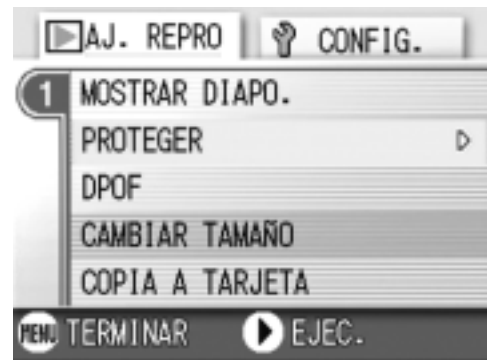 AJ. REPRO CONFIG.
1 MOSTRAR DIAPO.
PROTEGER
DPOF
CAMBIAR TAMAÑO
COPIA A TARJETA
MENU TERMINAR EJEC.